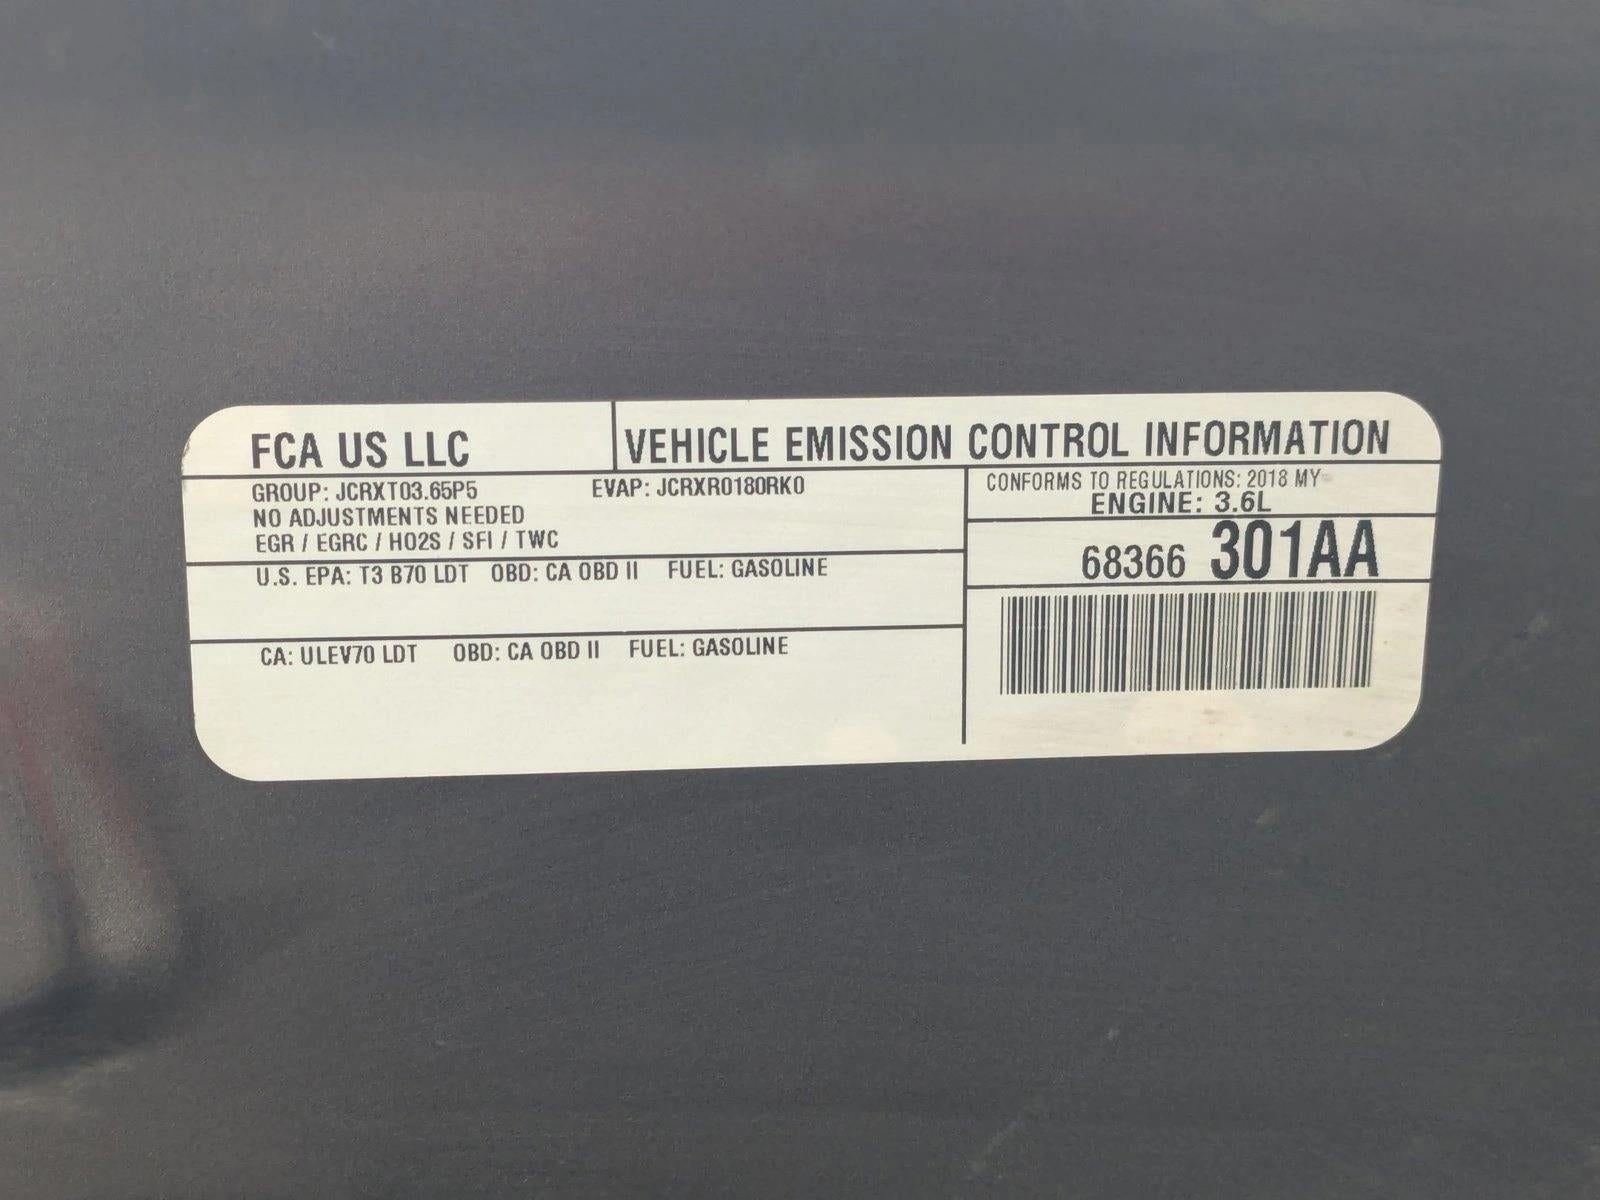 FCA US LLC
VEHICLE EMISSION CONTROL INFORMATION
GROUP: JCRXT03.65P5 EVAP: JCRXR0180RK0
NO ADJUSTMENTS NEEDED
EGR / EGRC / HO2S / SFI / TWC
U.S. EPA: T3 B70 LDT OBD: CA OBD II FUEL: GASOLINE
CA: ULEV70 LDT OBD: CA OBD II FUEL: GASOLINE
CONFORMS TO REGULATIONS: 2018 MY
ENGINE: 3.6L
68366 301AA